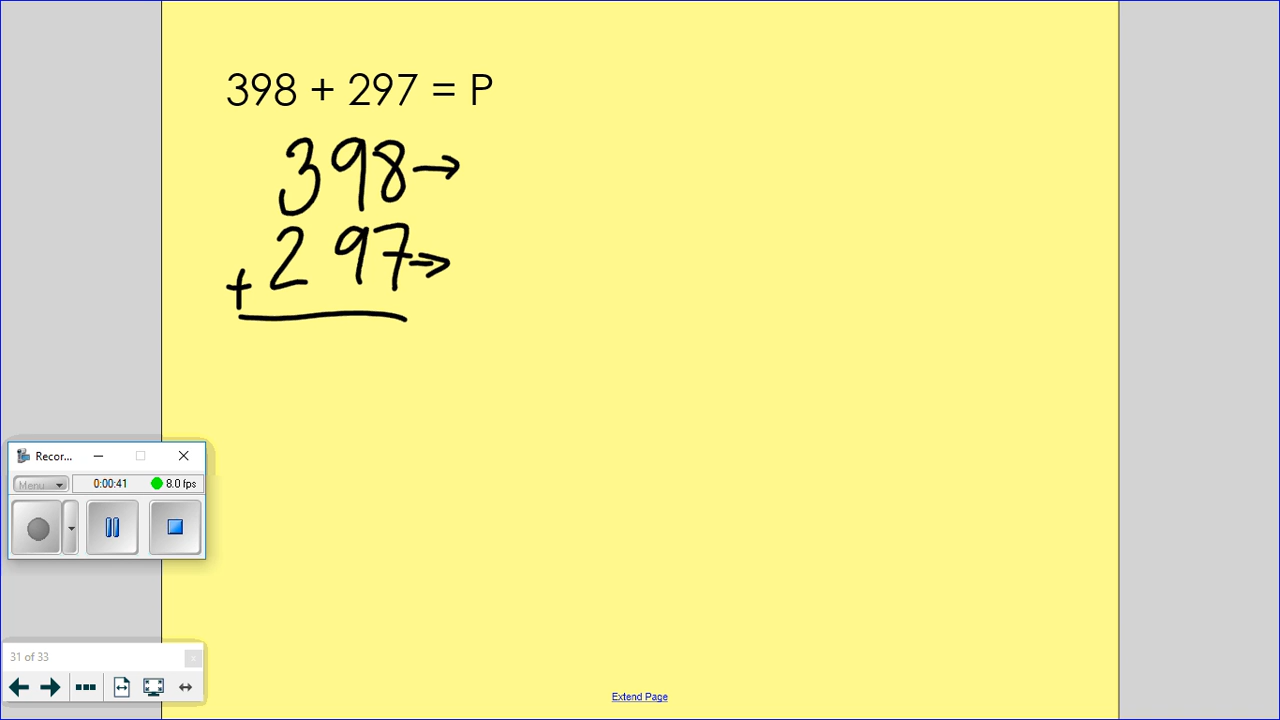 398 + 297 = P
398→
297→
+
Recor...
Menu
0:00:41
8.0 fps
31 of 33
Extend Page